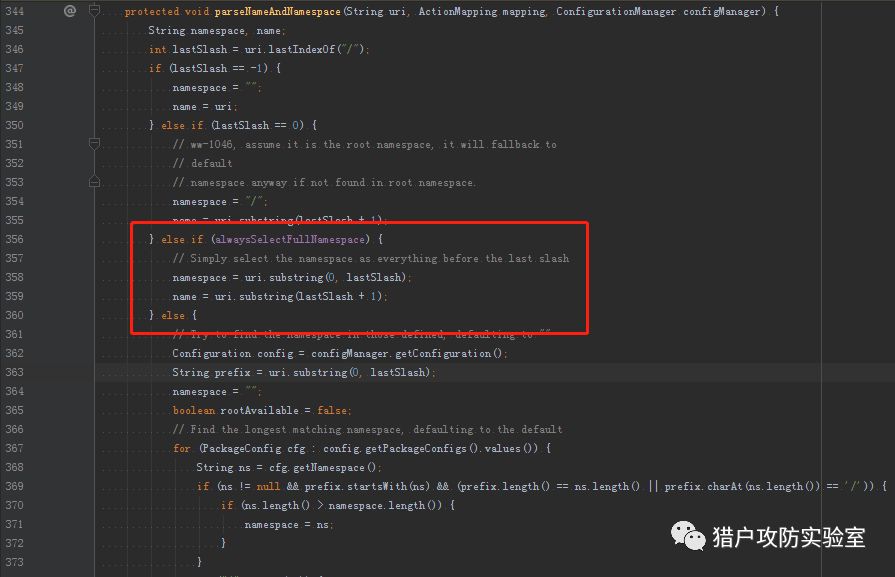 344 @ protected void parseNameAndNamespace(String uri, ActionMapping mapping, ConfigurationManager configManager) {
345 String namespace, name;
346 int lastSlash = uri.lastIndexOf("/");
347 if (lastSlash == -1) {
348 namespace = "";
349 name = uri;
350 } else if (lastSlash == 0) {
351 // ww-1046, assume it is the root namespace, it will fallback to
352 // default
353 // namespace anyway if not found in root namespace.
354 namespace = "/";
355 name = uri.substring(lastSlash + 1);
356 } else if (alwaysSelectFullNamespace) {
357 // Simply select the namespace as everything before the last slash
358 namespace = uri.substring(0, lastSlash);
359 name = uri.substring(lastSlash + 1);
360 } else {
361 // Try to find the namespace in those defined, defaulting to ""
362 Configuration config = configManager.getConfiguration();
363 String prefix = uri.substring(0, lastSlash);
364 namespace = "";
365 boolean rootAvailable = false;
366 // Find the longest matching namespace, defaulting to the default
367 for (PackageConfig cfg : config.getPackageConfigs().values()) {
368 String ns = cfg.getNamespace();
369 if (ns != null && prefix.startsWith(ns) && (prefix.length() == ns.length() || prefix.charAt(ns.length()) == '/')) {
370 if (ns.length() > namespace.length()) {
371 namespace = ns;
372 }
373 }
猎户攻防实验室